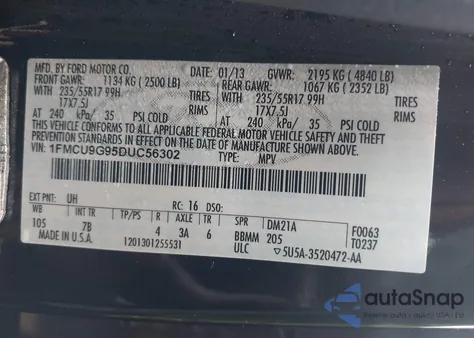 MFD. BY FORD MOTOR CO. 01/13 GVWR: 2195 KG ( 4840 LB)
FRONT GAWR: 1134 KG ( 2500 LB) REAR GAWR: 1067 KG ( 2352 LB)
235/55R17 99H TIRES 235/55R17 99H TIRES
17X7.5J RIMS 17X7.5J RIMS
AT 240 kPa/ 35 PSI COLD AT 240 kPa/ 35 PSI COLD
THIS VEHICLE CONFORMS TO ALL APPLICABLE FEDERAL MOTOR VEHICLE SAFETY AND THEFT PREVENTION STANDARDS IN EFFECT ON THE DATE OF MANUFACTURE SHOWN ABOVE.
VIN: 1FMCU9G95DUC56302 TYPE: MPV
EXT PNT: UH RC: 16 DSO: F0063
WB INT TR TP/PS R AXLE TR SPR DM21A T0237
105 7B 4 3A 6 BBMM 205
MADE IN U.S.A. 1201301255531 ULC 5U5A-3520472-AA
autoSnap